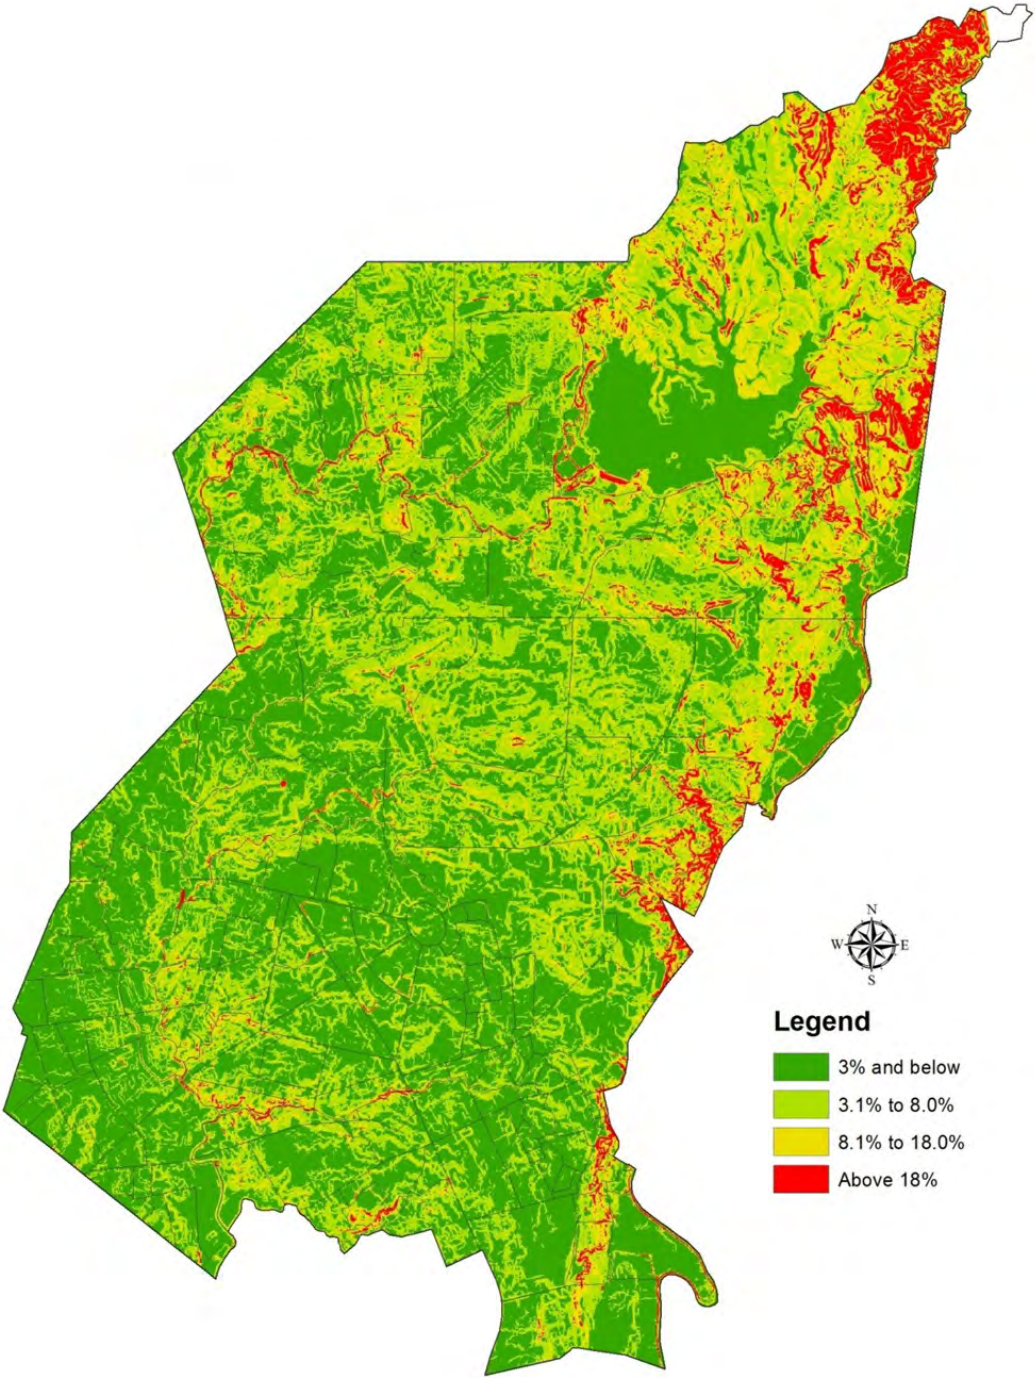 N
W E
S
Legend
3% and below
3.1% to 8.0%
8.1% to 18.0%
Above 18%